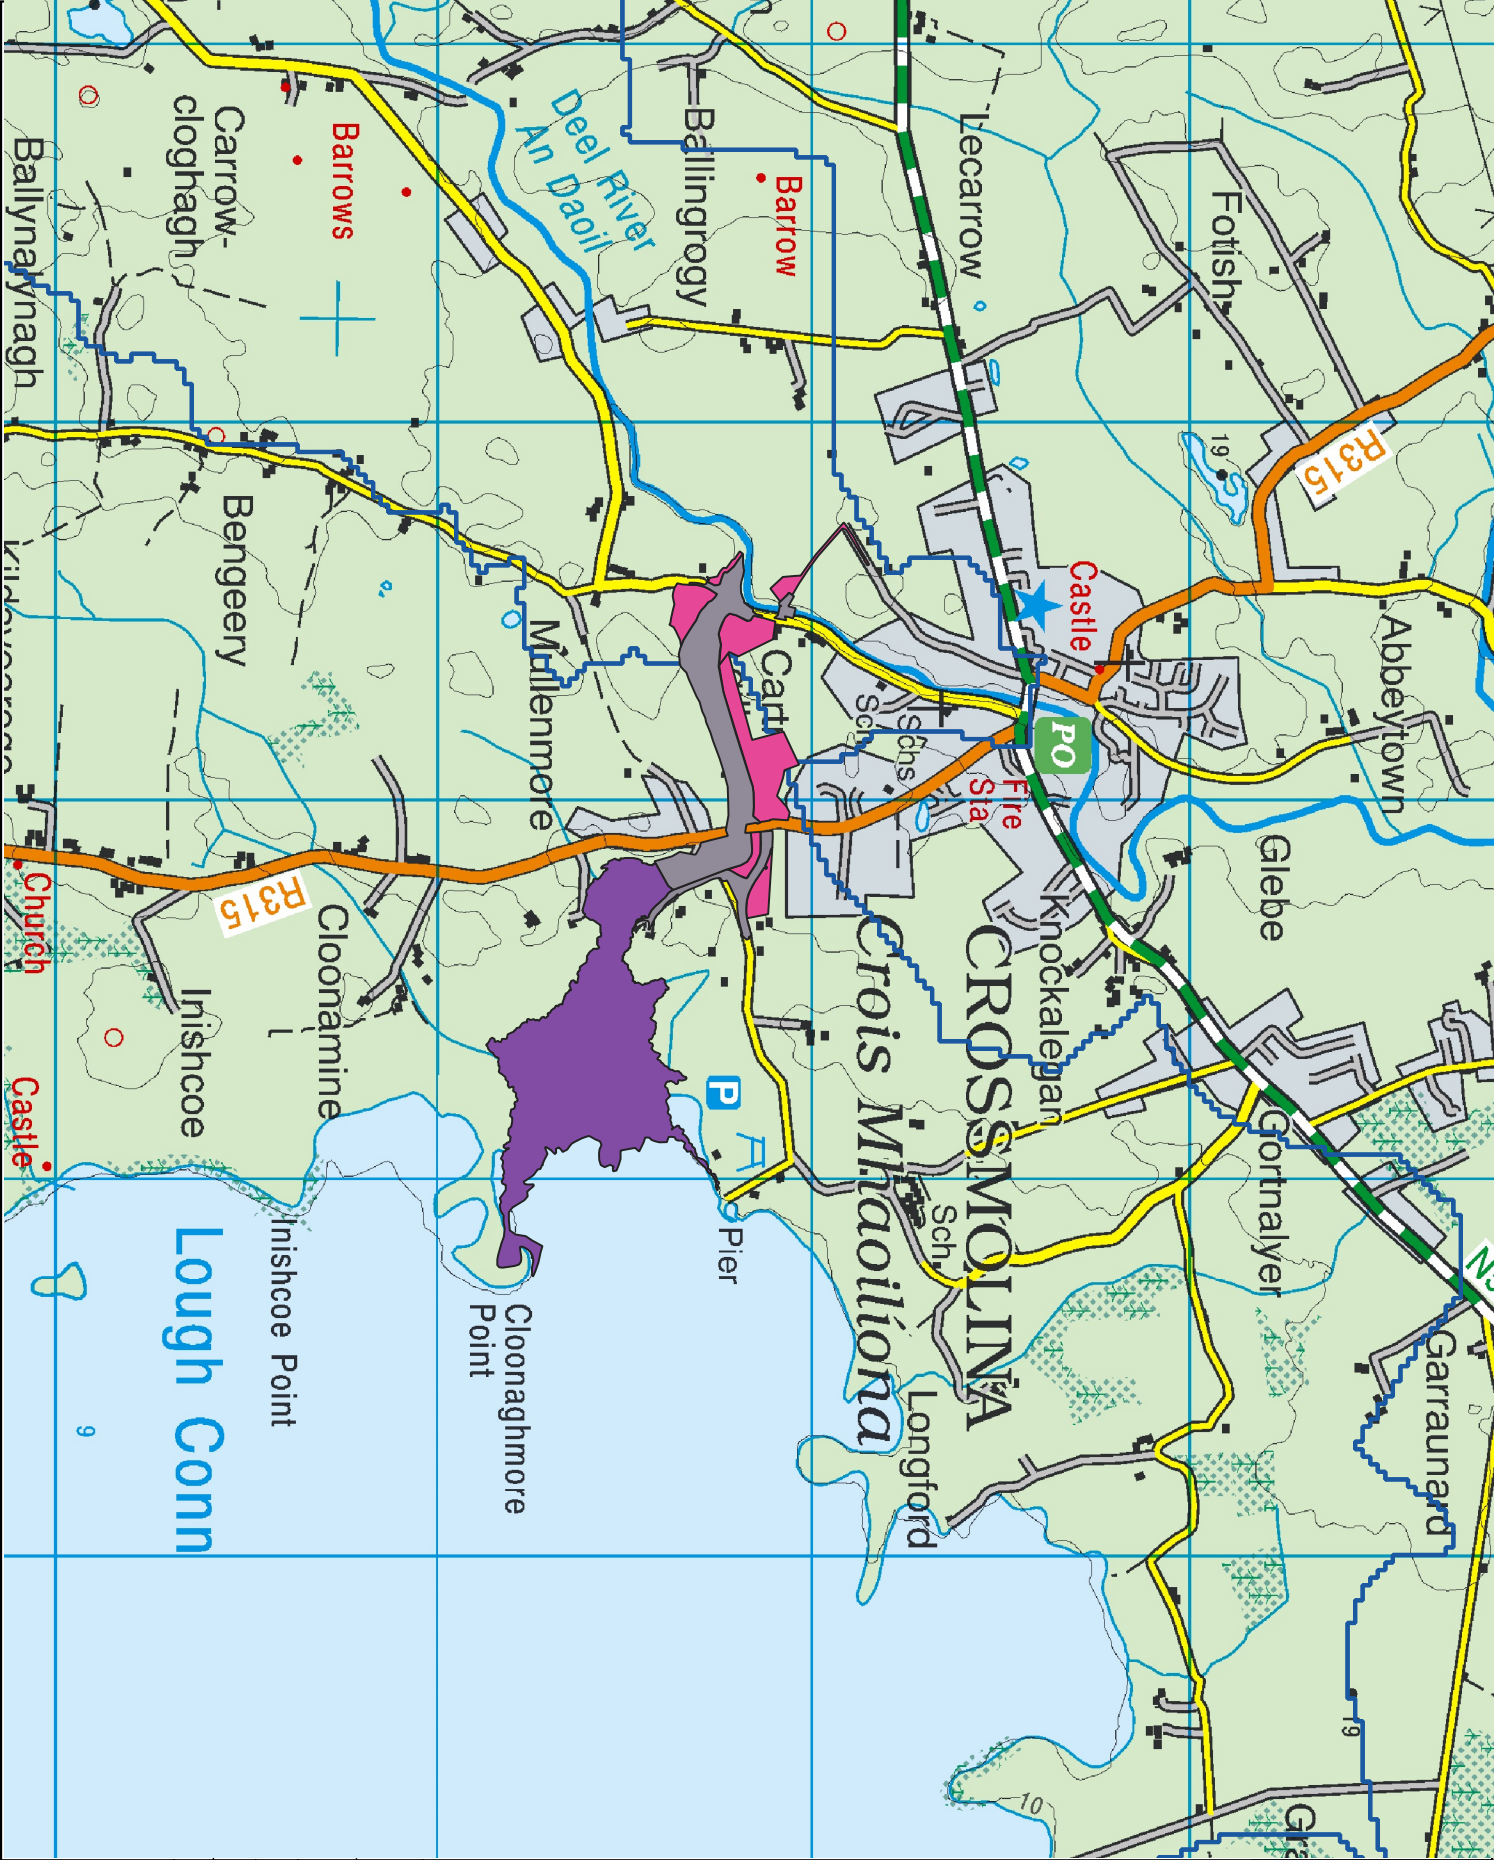 Lecarrow
Fotish
Deel River
An Daoil
Ballingrogy
Barrow
Barrows
Carrow-
cloghagh
Ballynalynagh
19
R315
Castle
Abbeytown
Bengeery
Mullenmore
Sch
Schs
PO
Fire
Sta
Glebe
Knockalegan
CROSSMOLINA
Crois Mhaoilíona
Gortnalyer
R315
Church
Cloonamine
Inishcoe
Castle
P
Pier
Sch.
Inishcoe Point
Cloonaghmore
Point
Lough Conn
9
Longford
Garraunard
19
10